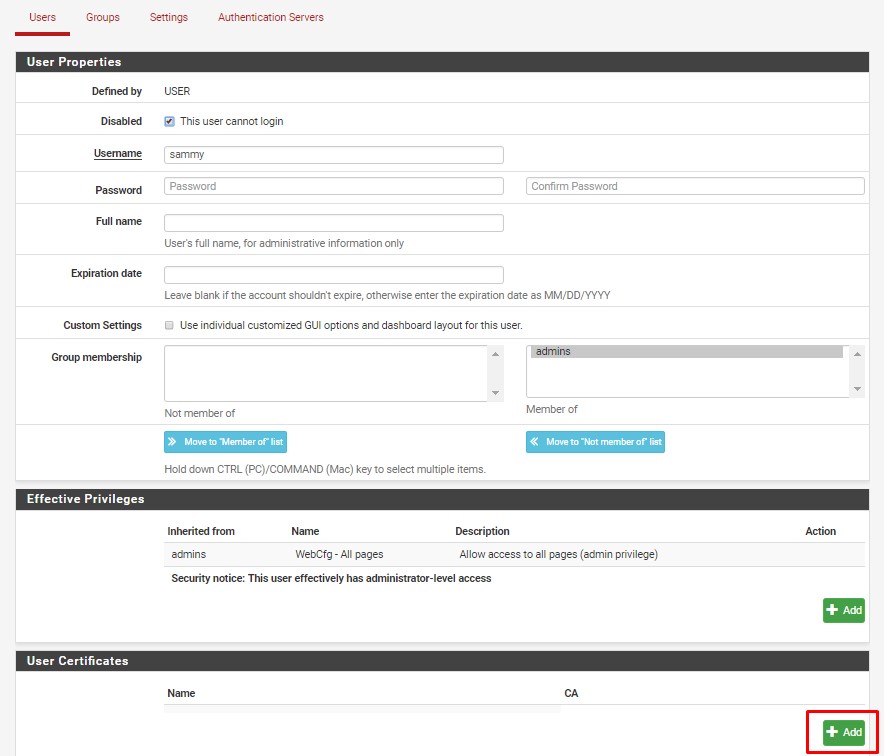 Users Groups Settings Authentication Servers
User Properties
Defined by USER
Disabled This user cannot login
Username sammy
Password Password Confirm Password
Full name
User's full name, for administrative information only
Expiration date
Leave blank if the account shouldn't expire, otherwise enter the expiration date as MM/DD/YYYY
Custom Settings Use individual customized GUI options and dashboard layout for this user.
Group membership admins
Not member of Member of
Move to "Member of" list Move to "Not member of" list
Hold down CTRL (PC)/COMMAND (Mac) key to select multiple items.
Effective Privileges
Inherited from Name Description Action
admins WebCfg - All pages Allow access to all pages (admin privilege)
Security notice: This user effectively has administrator-level access
Add
User Certificates
Name CA
Add